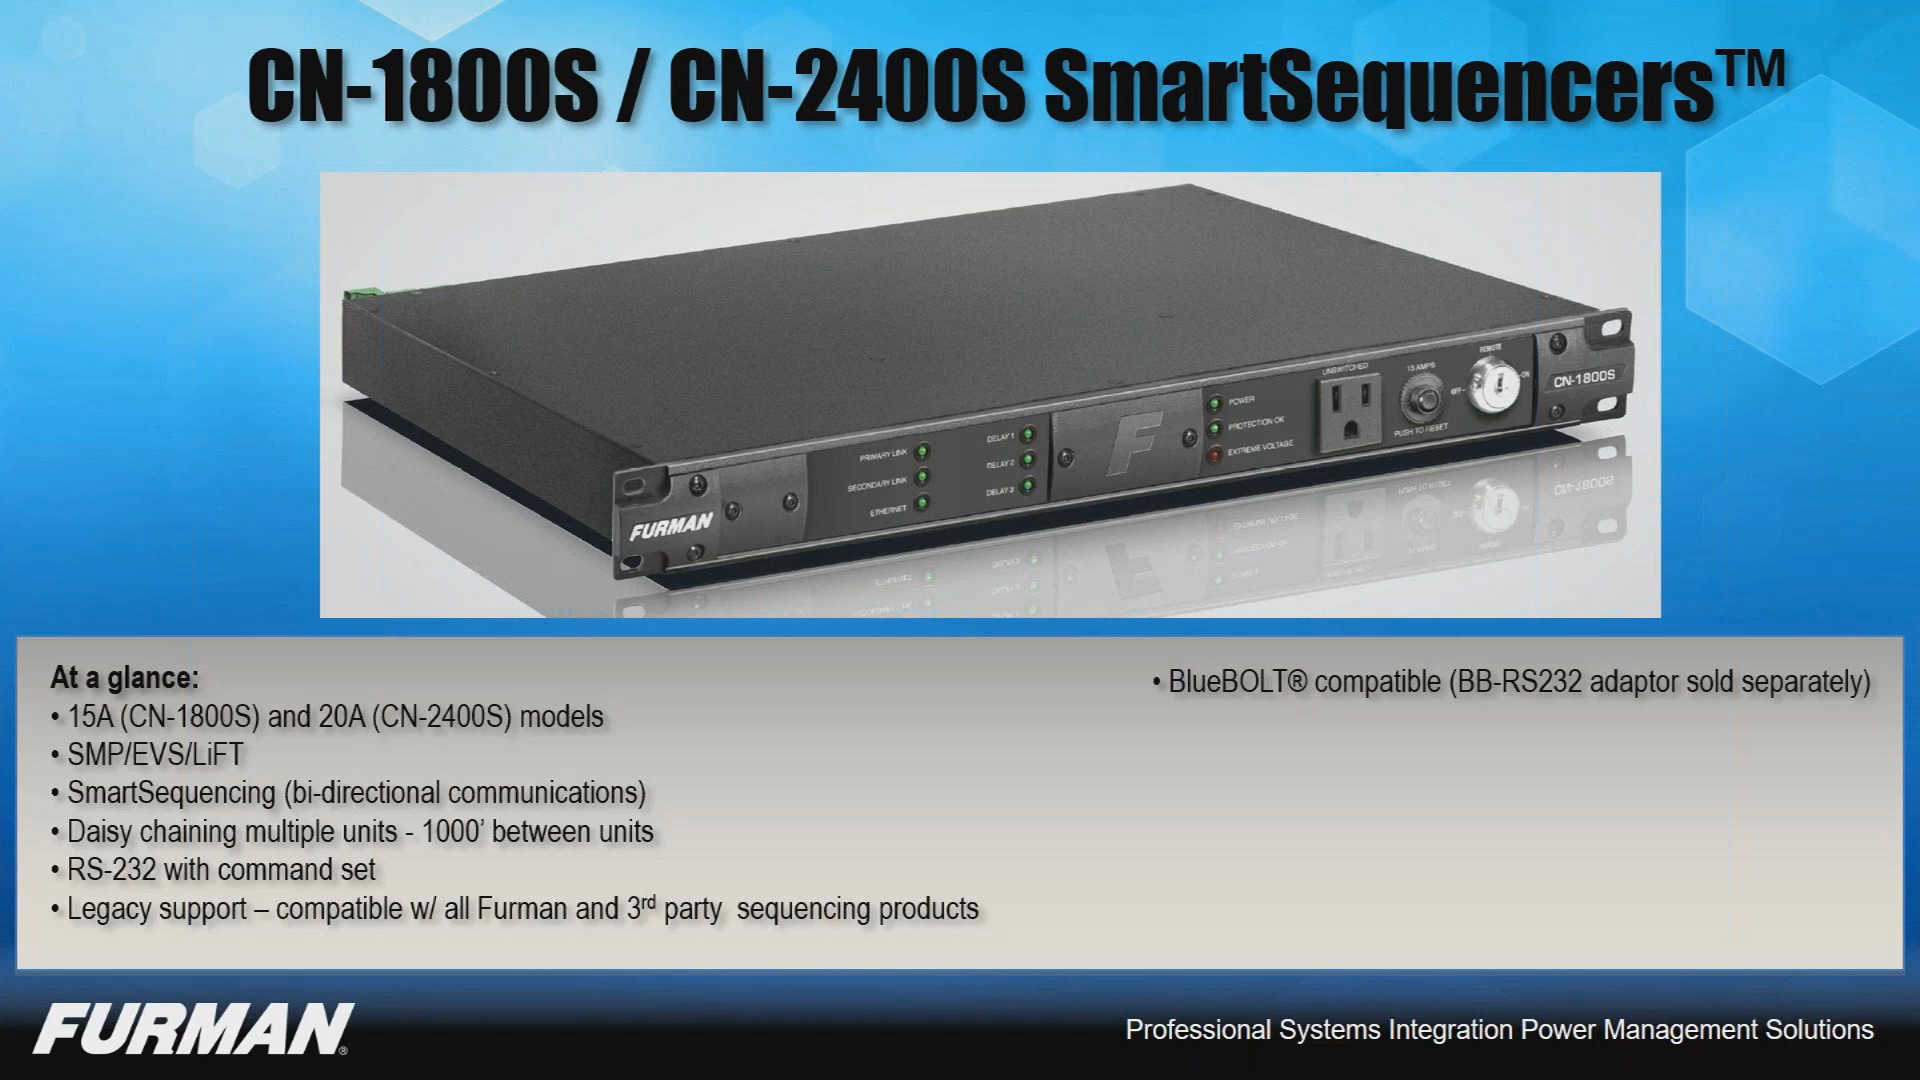 CN-1800S / CN-2400S SmartSequencers™
REMOTE
UNSWITCHED
15 AMPS
OFF
ON
CN-1800S
PUSH TO RESET
POWER
PROTECTION OK
EXTREME VOLTAGE
DELAY 1
DELAY 2
DELAY 3
PRIMARY LINK
SECONDARY LINK
ETHERNET
F
FURMAN
At a glance:
• 15A (CN-1800S) and 20A (CN-2400S) models
• SMP/EVS/LiFT
• SmartSequencing (bi-directional communications)
• Daisy chaining multiple units - 1000’ between units
• RS-232 with command set
• Legacy support – compatible w/ all Furman and 3rd party sequencing products
• BlueBOLT® compatible (BB-RS232 adaptor sold separately)
FURMAN®
Professional Systems Integration Power Management Solutions